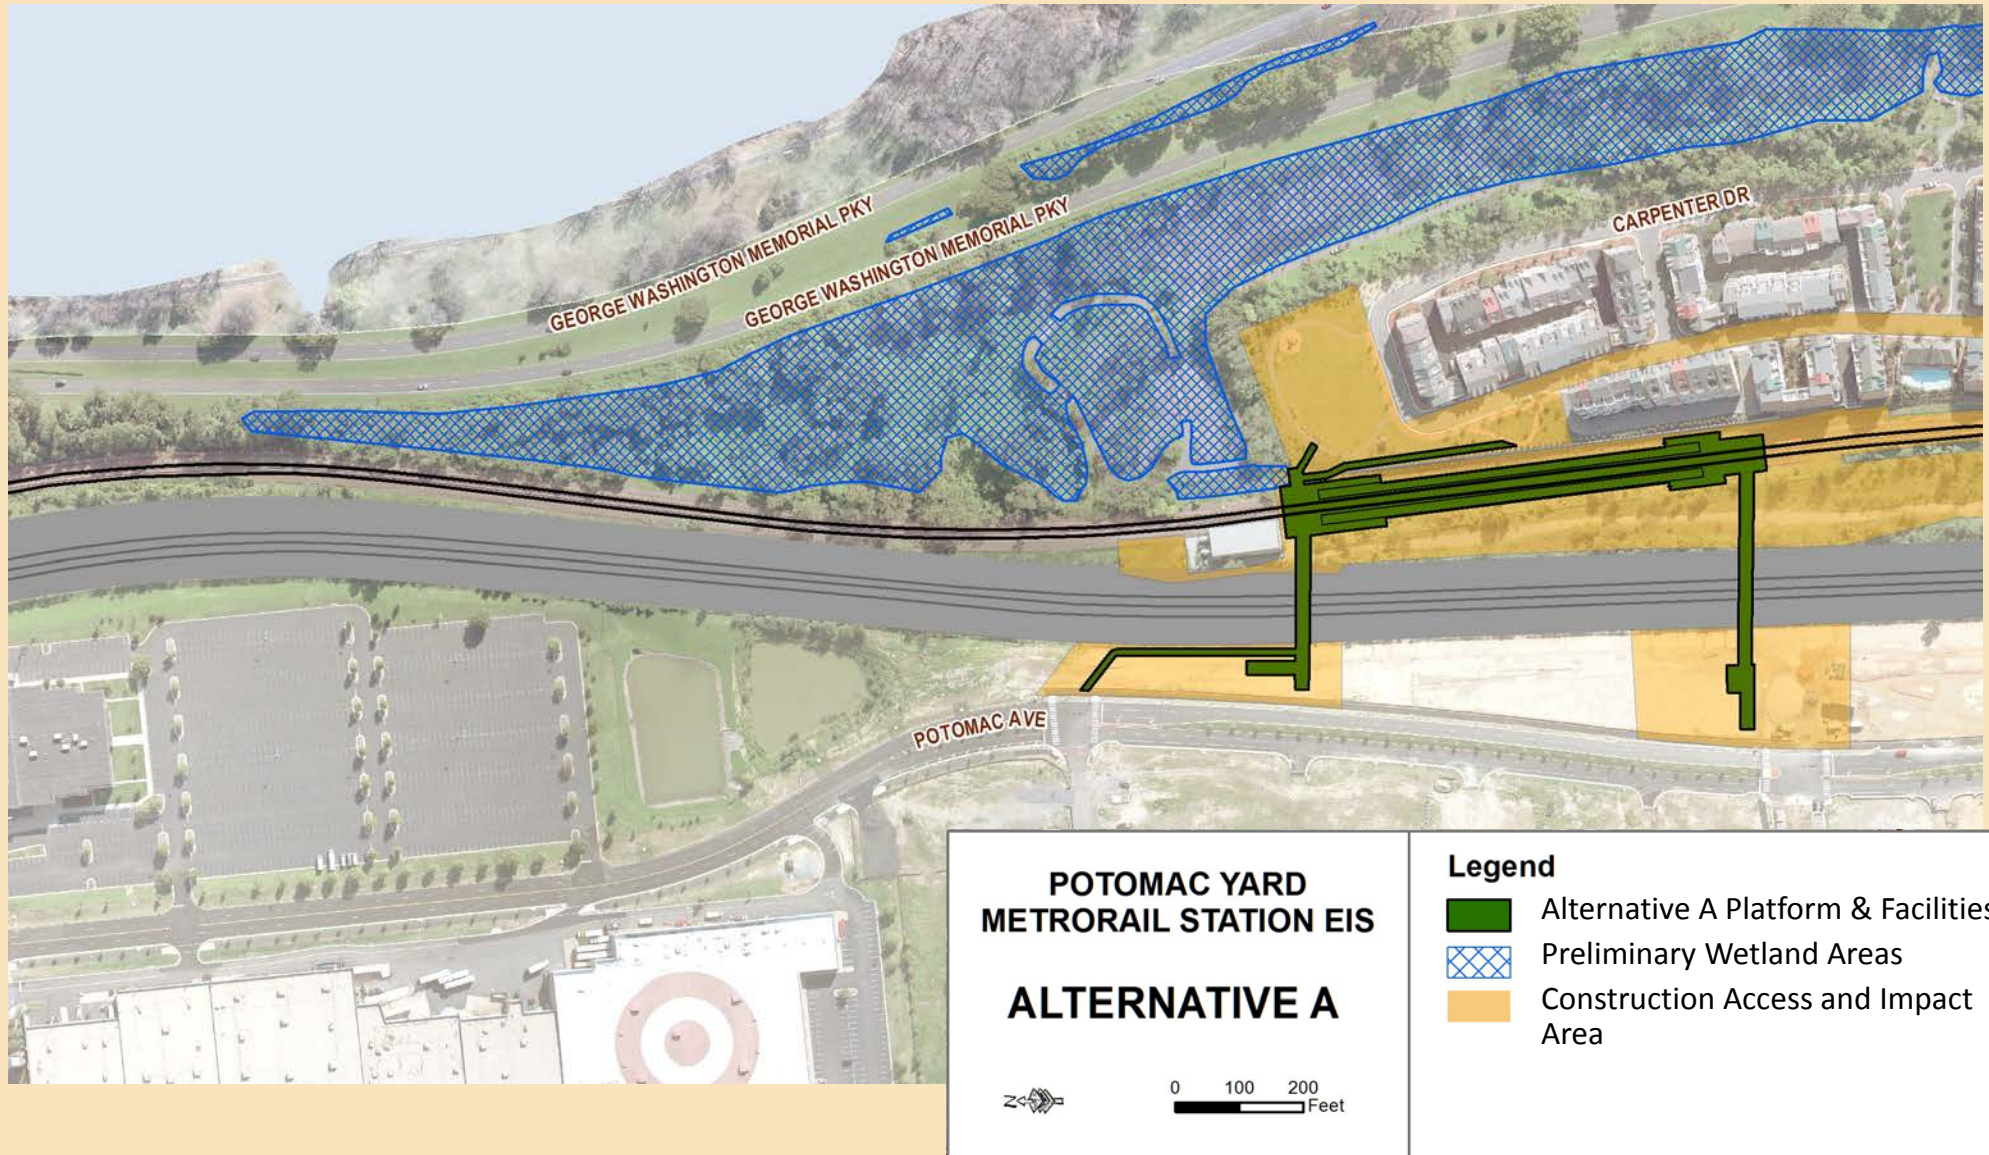 GEORGE WASHINGTON MEMORIAL PKY
GEORGE WASHINGTON MEMORIAL PKY
CARPENTER DR
POTOMAC AVE
POTOMAC YARD
METRORAIL STATION EIS
ALTERNATIVE A
N
0 100 200
Feet
Legend
Alternative A Platform & Facilities
Preliminary Wetland Areas
Construction Access and Impact
Area